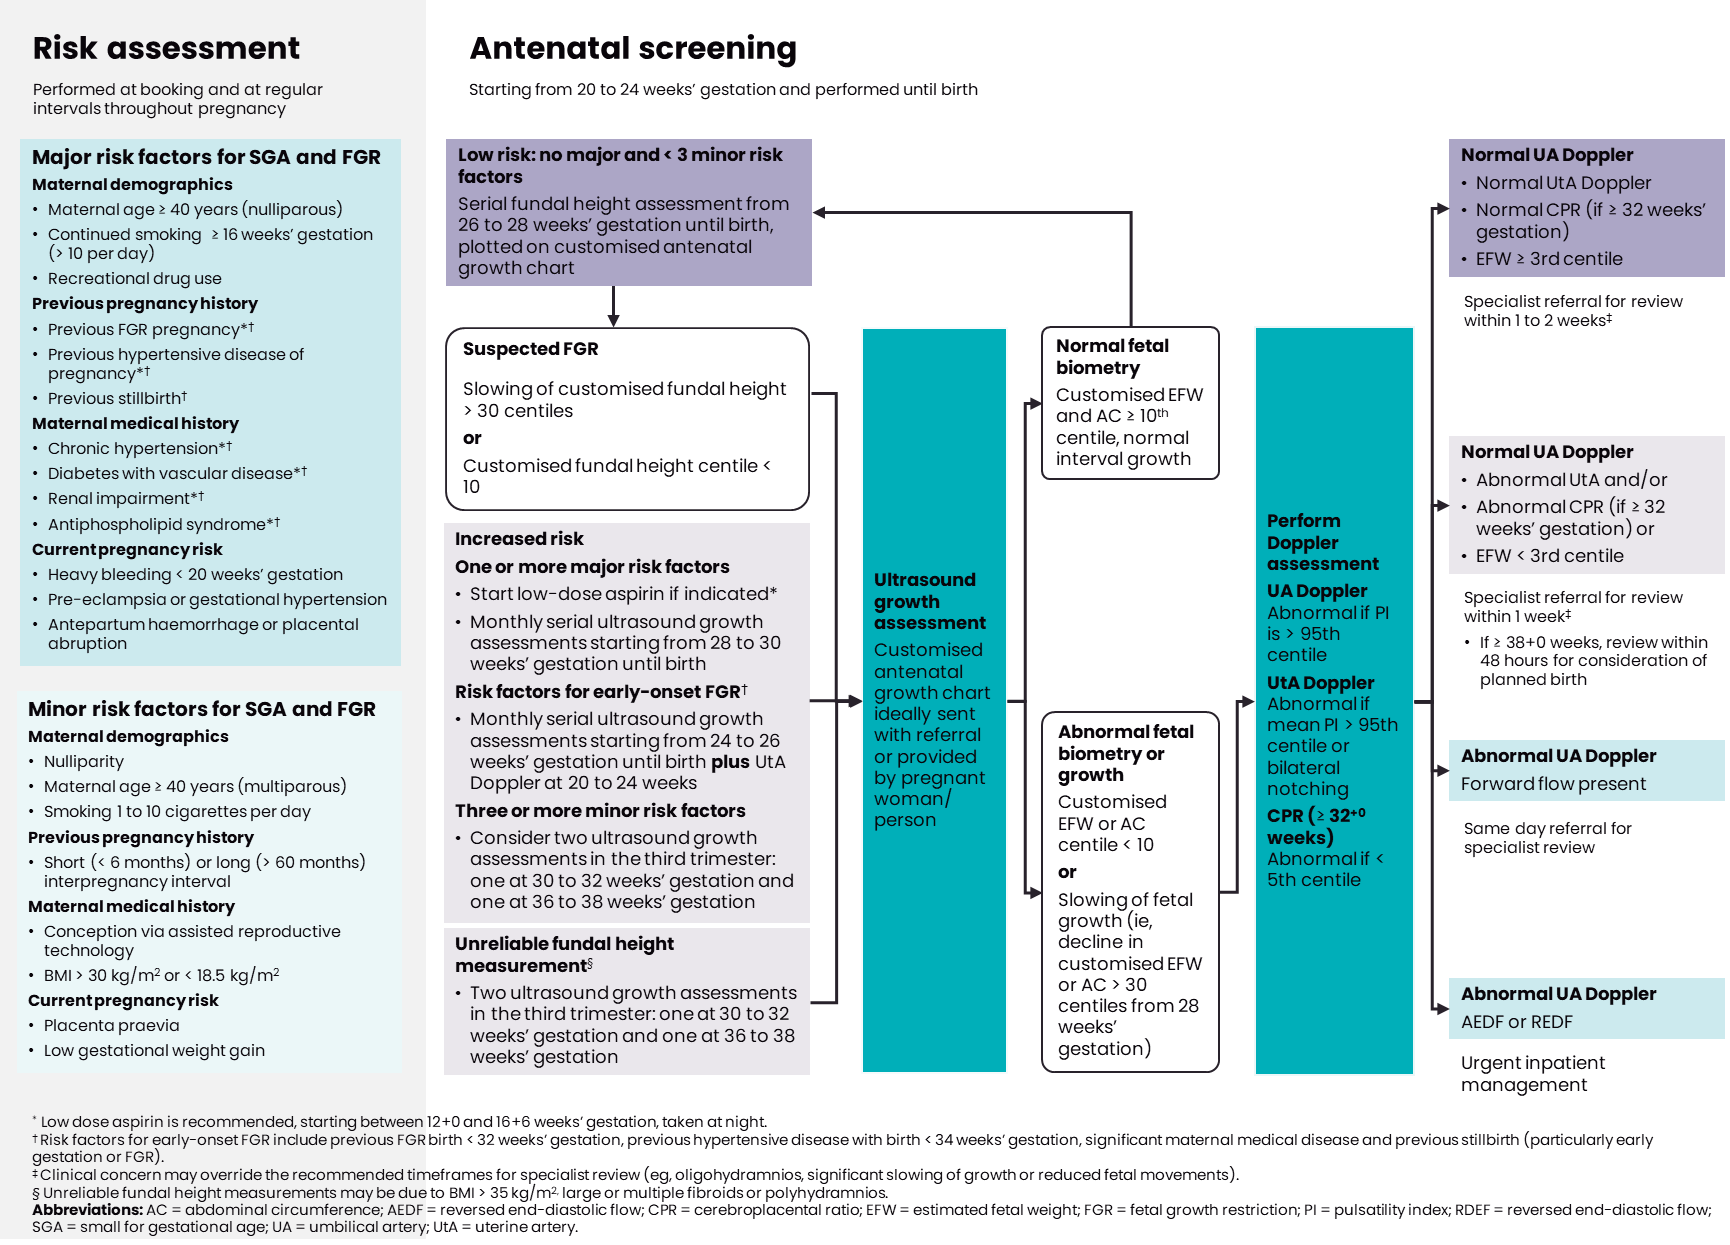 Risk assessment
Performed at booking and at regular
intervals throughout pregnancy
Major risk factors for SGA and FGR
Maternal demographics
• Maternal age ≥ 40 years (nulliparous)
• Continued smoking ≥ 16 weeks’ gestation
(> 10 per day)
• Recreational drug use
Previous pregnancy history
• Previous FGR pregnancy*†
• Previous hypertensive disease of
pregnancy*†
• Previous stillbirth†
Maternal medical history
• Chronic hypertension*†
• Diabetes with vascular disease*†
• Renal impairment*†
• Antiphospholipid syndrome*†
Current pregnancy risk
• Heavy bleeding < 20 weeks’ gestation
• Pre-eclampsia or gestational hypertension
• Antepartum haemorrhage or placental
abruption
Minor risk factors for SGA and FGR
Maternal demographics
• Nulliparity
• Maternal age ≥ 40 years (multiparous)
• Smoking 1 to 10 cigarettes per day
Previous pregnancy history
• Short (< 6 months) or long (> 60 months)
interpregnancy interval
Maternal medical history
• Conception via assisted reproductive
technology
• BMI > 30 kg/m² or < 18.5 kg/m²
Current pregnancy risk
• Placenta praevia
• Low gestational weight gain
Antenatal screening
Starting from 20 to 24 weeks’ gestation and performed until birth
Low risk: no major and < 3 minor risk
factors
Serial fundal height assessment from
26 to 28 weeks’ gestation until birth,
plotted on customised antenatal
growth chart
Suspected FGR
Slowing of customised fundal height
> 30 centiles
or
Customised fundal height centile <
10
Increased risk
One or more major risk factors
• Start low-dose aspirin if indicated*
• Monthly serial ultrasound growth
assessments starting from 28 to 30
weeks’ gestation until birth
Risk factors for early-onset FGR†
• Monthly serial ultrasound growth
assessments starting from 24 to 26
weeks’ gestation until birth plus UtA
Doppler at 20 to 24 weeks
Three or more minor risk factors
• Consider two ultrasound growth
assessments in the third trimester:
one at 30 to 32 weeks’ gestation and
one at 36 to 38 weeks’ gestation
Unreliable fundal height
measurement§
• Two ultrasound growth assessments
in the third trimester: one at 30 to 32
weeks’ gestation and one at 36 to 38
weeks’ gestation
Ultrasound
growth
assessment
Customised
antenatal
growth chart
ideally sent
with referral
or provided
by pregnant
woman/
person
Normal fetal
biometry
Customised EFW
and AC ≥ 10th
centile, normal
interval growth
Abnormal fetal
biometry or
growth
Customised
EFW or AC
centile < 10
or
Slowing of fetal
growth (ie,
decline in
customised EFW
or AC > 30
centiles from 28
weeks’
gestation)
Perform
Doppler
assessment
UA Doppler
Abnormal if PI
is > 95th
centile
UtA Doppler
Abnormal if
mean PI > 95th
centile or
bilateral
notching
CPR (≥ 32+0
weeks)
Abnormal if <
5th centile
Normal UA Doppler
• Normal UtA Doppler
• Normal CPR (if ≥ 32 weeks’
gestation)
• EFW ≥ 3rd centile
Specialist referral for review
within 1 to 2 weeks‡
Normal UA Doppler
• Abnormal UtA and/or
• Abnormal CPR (if ≥ 32
weeks’ gestation) or
• EFW < 3rd centile
Specialist referral for review
within 1 week‡
• If ≥ 38+0 weeks, review within
48 hours for consideration of
planned birth
Abnormal UA Doppler
Forward flow present
Same day referral for
specialist review
Abnormal UA Doppler
AEDF or REDF
Urgent inpatient
management
* Low dose aspirin is recommended, starting between 12+0 and 16+6 weeks’ gestation, taken at night.
† Risk factors for early-onset FGR include previous FGR birth < 32 weeks’ gestation, previous hypertensive disease with birth < 34 weeks’ gestation, significant maternal medical disease and previous stillbirth (particularly early
gestation or FGR).
‡ Clinical concern may override the recommended timeframes for specialist review (eg, oligohydramnios, significant slowing of growth or reduced fetal movements).
§ Unreliable fundal height measurements may be due to BMI > 35 kg/m², large or multiple fibroids or polyhydramnios.
Abbreviations: AC = abdominal circumference; AEDF = reversed end-diastolic flow; CPR = cerebroplacental ratio; EFW = estimated fetal weight; FGR = fetal growth restriction; PI = pulsatility index; RDEF = reversed end-diastolic flow;
SGA = small for gestational age; UA = umbilical artery; UtA = uterine artery.